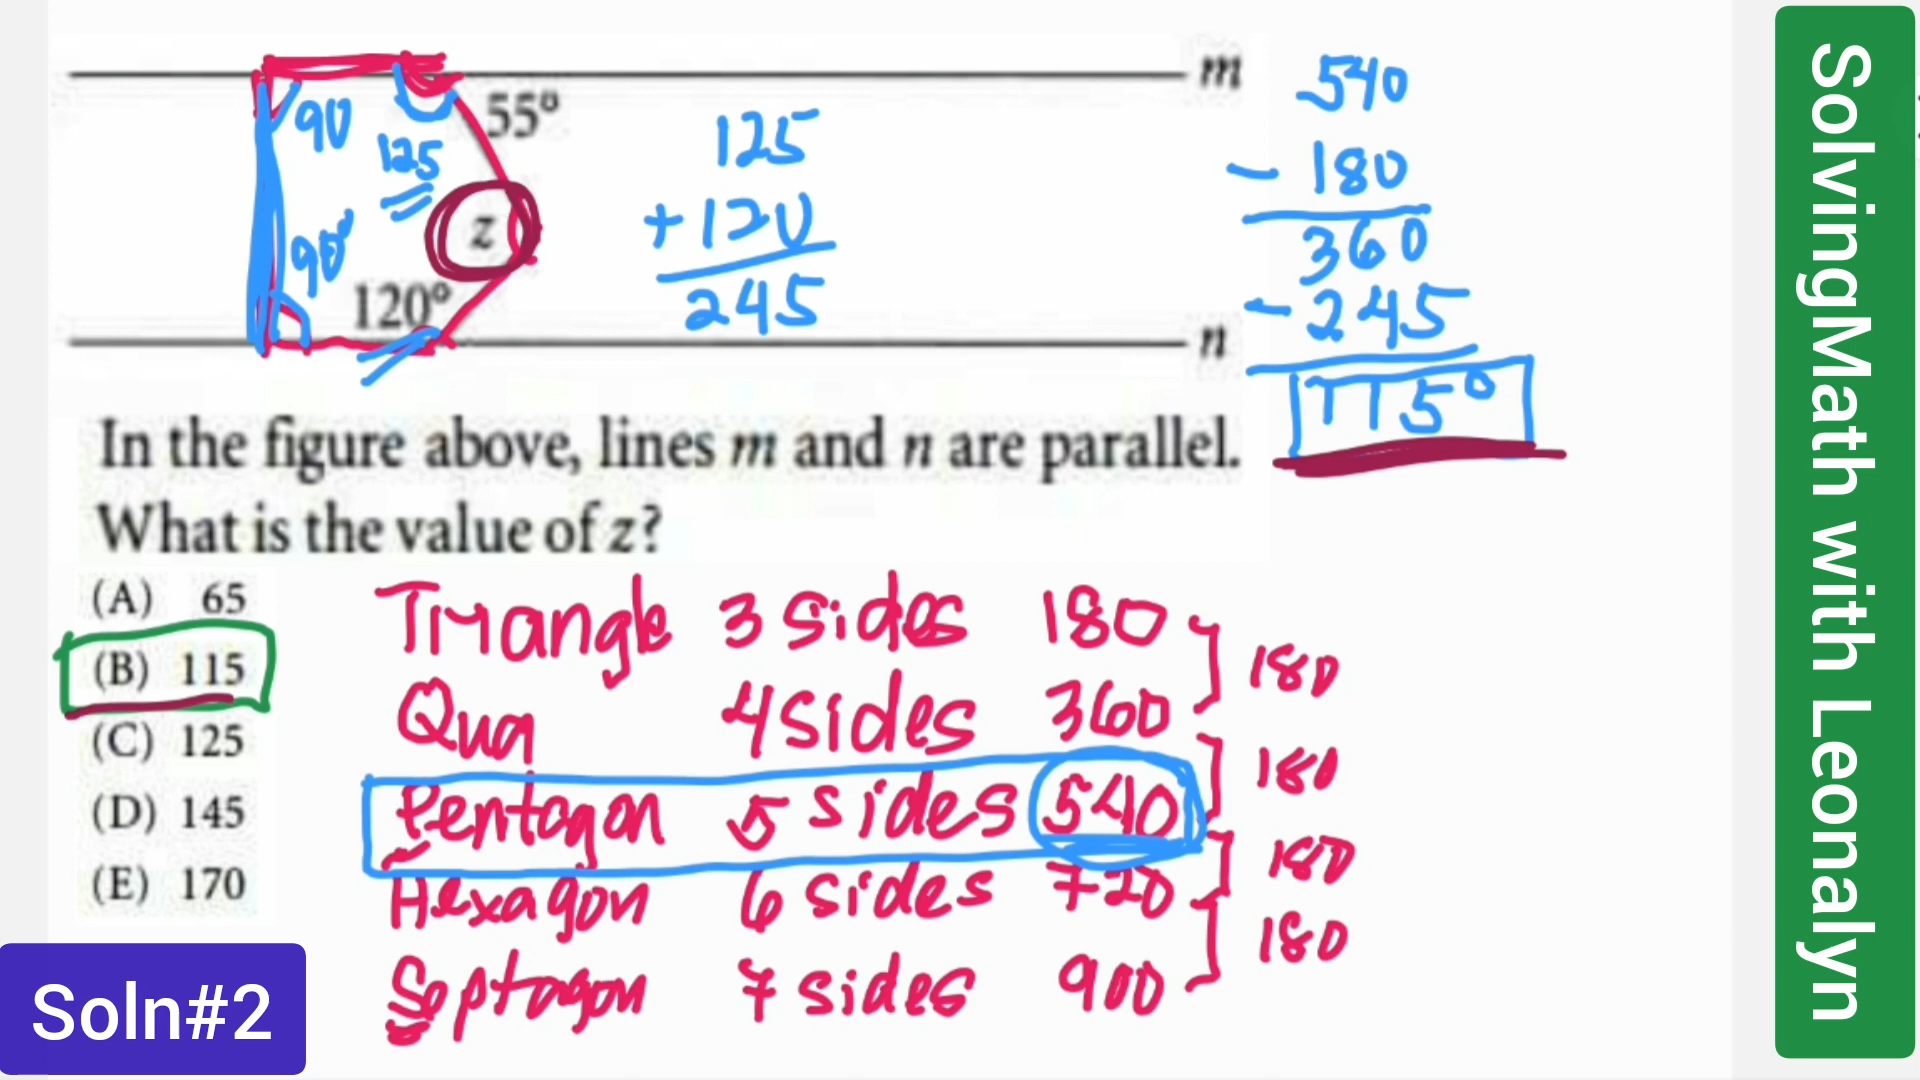 m
55°
90
125
z
90°
120°
n
125
+ 120
245
540
- 180
360
- 245
115°
In the figure above, lines m and n are parallel.
What is the value of z?
(A) 65
(B) 115
(C) 125
(D) 145
(E) 170
Triangle 3 sides 180
180
Qua 4 sides 360
180
Pentagon 5 sides 540
180
Hexagon 6 sides 720
180
Septagon 7 sides 900
Soln#2
SolvingMath with Leonalyn